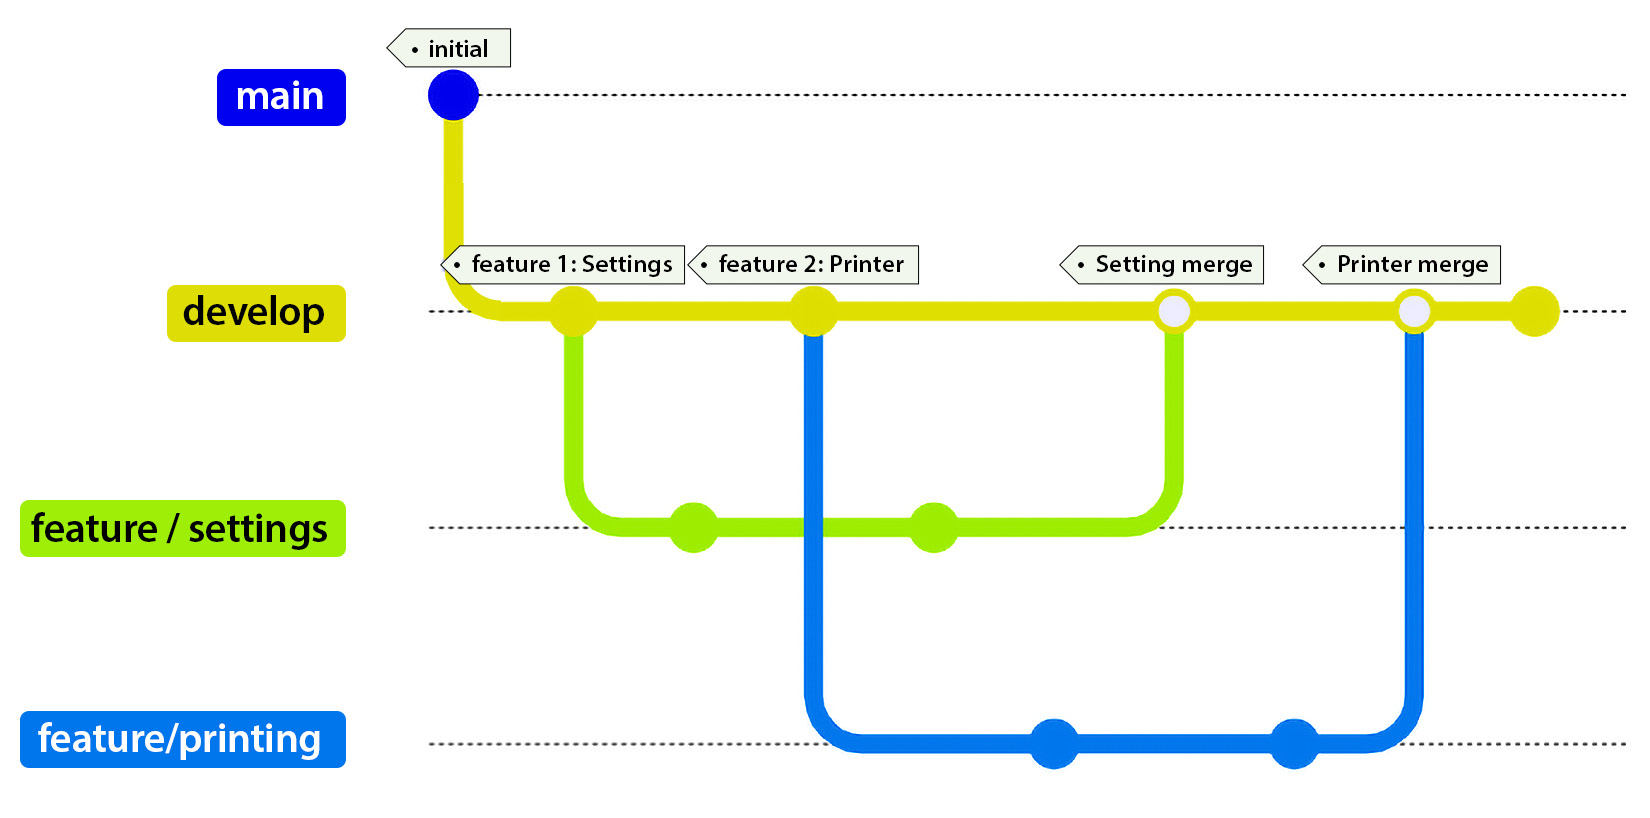 • initial
main
• feature 1: Settings
• feature 2: Printer
• Setting merge
• Printer merge
develop
feature / settings
feature/printing